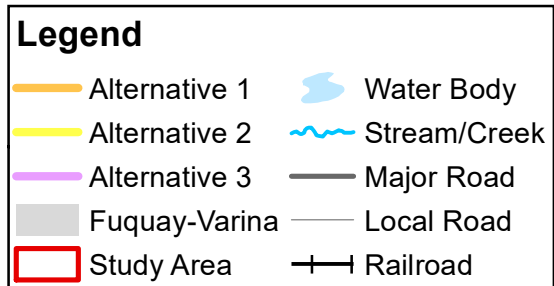 Legend
Alternative 1
Alternative 2
Alternative 3
Fuquay-Varina
Study Area
Water Body
Stream/Creek
Major Road
Local Road
Railroad